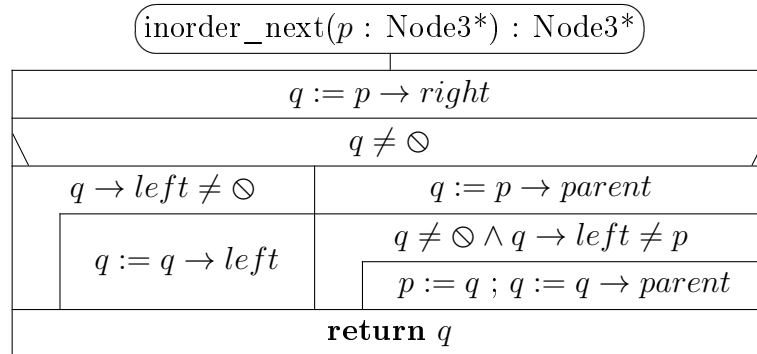 inorder_next(p : Node3*) : Node3*
q := p → right
q ≠ ⦸
q → left ≠ ⦸
q := q → left
q := p → parent
q ≠ ⦸ ∧ q → left ≠ p
p := q ; q := q → parent
return q